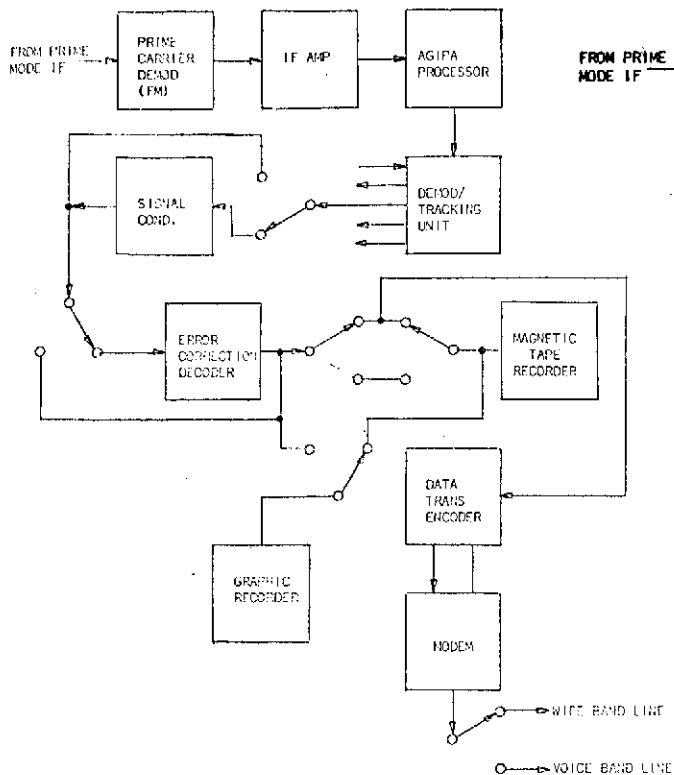 FROM PRIME
MODE IF
PRIME
CARRIER
DEMOD
(FM)
IF AMP
AGIPA
PROCESSOR
FROM PRIME
MODE IF
SIGNAL
COND.
DEMOD/
TRACKING
UNIT
ERROR
CORRECTION
DECODER
MAGNETIC
TAPE
RECORDER
DATA
TRANS
ENCODER
GRAPHIC
RECORDER
MODEM
WIDE BAND LINE
VOICE BAND LINE